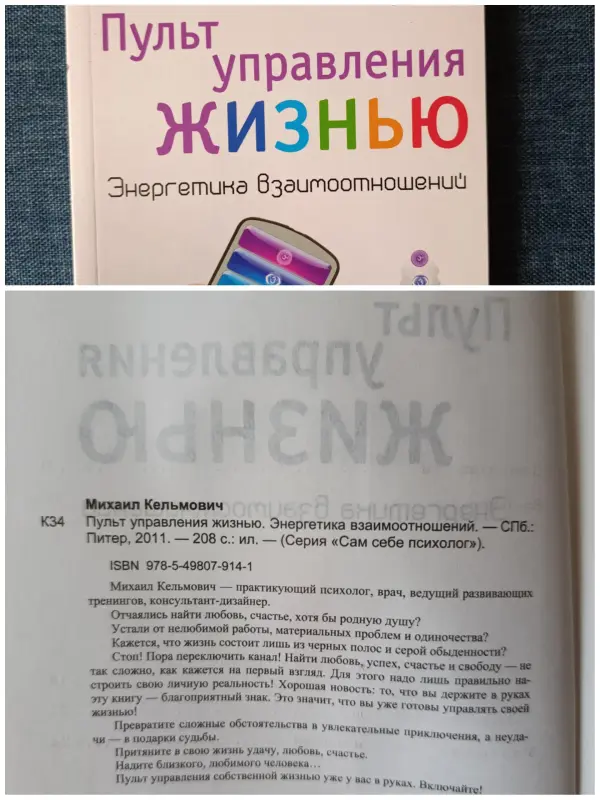 Пульт
управления
ЖИЗНЬЮ
Энергетика взаимоотношений
Пульт
управления
ЖИЗНЬЮ
Энергетика взаимоотношений
Михаил Кельмович
К34
Пульт управления жизнью. Энергетика взаимоотношений. — СПб.:
Питер, 2011. — 208 с.: ил. — (Серия «Сам себе психолог»).
ISBN 978-5-49807-914-1
Михаил Кельмович — практикующий психолог, врач, ведущий развивающих
тренингов, консультант-дизайнер.
Отчаялись найти любовь, счастье, хотя бы родную душу?
Устали от нелюбимой работы, материальных проблем и одиночества?
Кажется, что жизнь состоит лишь из черных полос и серой обыденности?
Стоп! Пора переключить канал! Найти любовь, успех, счастье и свободу — не
так сложно, как кажется на первый взгляд. Для этого надо лишь правильно на-
строить свою личную реальность! Хорошая новость: то, что вы держите в руках
эту книгу — благоприятный знак. Это значит, что вы уже готовы управлять своей
жизнью!
Превратите сложные обстоятельства в увлекательные приключения, а неуда-
чи — в подарки судьбы.
Притяните в свою жизнь удачу, любовь, счастье.
Найдите близкого, любимого человека...
Пульт управления собственной жизнью уже у вас в руках. Включайте!